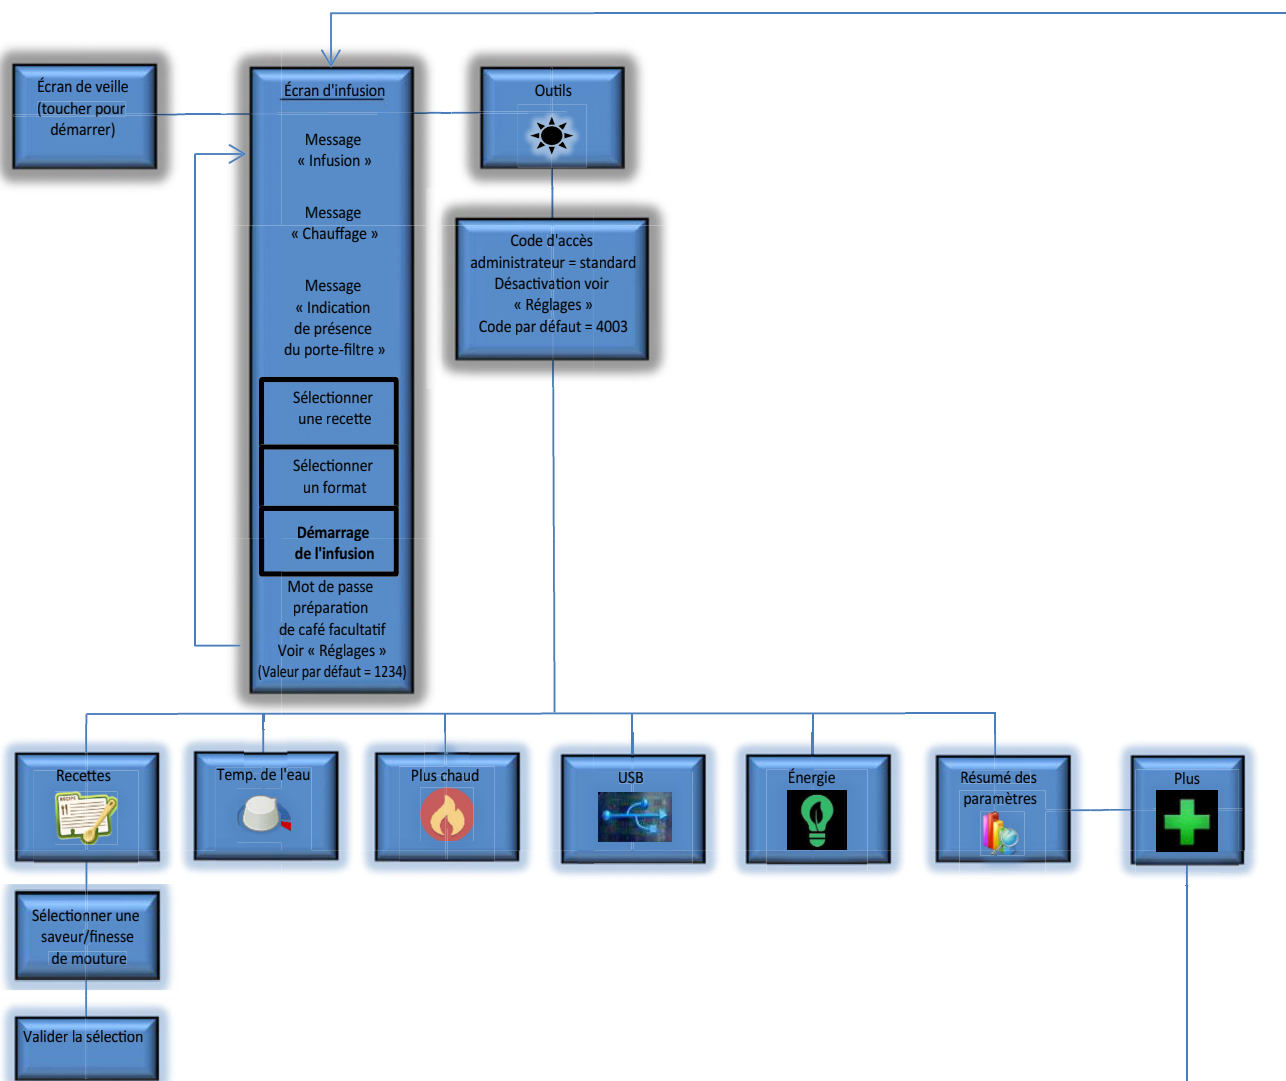 Écran de veille
(toucher pour
démarrer)
Écran d'infusion
Message
« Infusion »
Message
« Chauffage »
Message
« Indication
de présence
du porte-filtre »
Sélectionner
une recette
Sélectionner
un format
Démarrage
de l'infusion
Mot de passe
préparation
de café facultatif
Voir « Réglages »
(Valeur par défaut = 1234)
Outils
Code d'accès
administrateur = standard
Désactivation voir
« Réglages »
Code par défaut = 4003
Recettes
RECIPE
Temp. de l'eau
Plus chaud
USB
Énergie
Résumé des
paramètres
Plus
Sélectionner une
saveur/finesse
de mouture
Valider la sélection